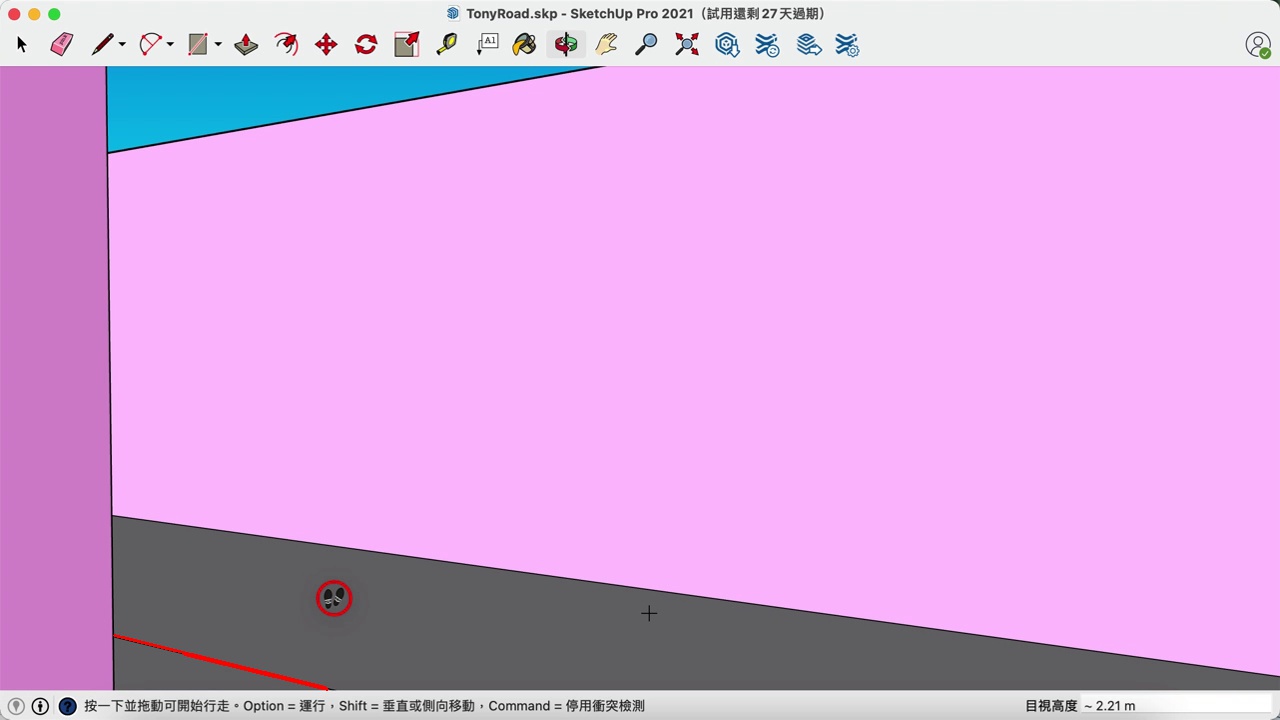 TonyRoad.skp - SketchUp Pro 2021（試用還剩 27 天過期）
A1
按一下並拖動可開始行走。Option = 運行，Shift = 垂直或側向移動，Command = 停用衝突檢測
目視高度 ~ 2.21 m